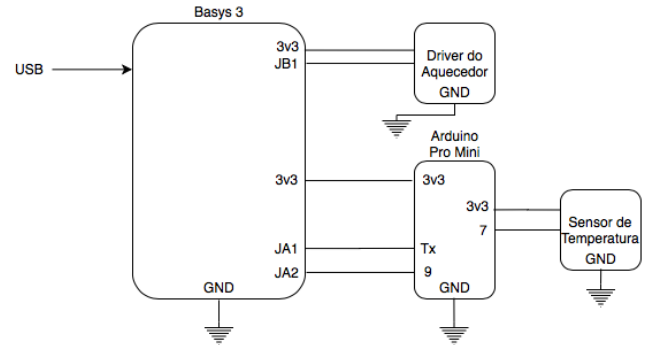 Basys 3
3v3
JB1
USB
Driver do
Aquecedor
GND
Arduino
Pro Mini
3v3
3v3
3v3
7
Sensor de
Temperatura
GND
JA1
Tx
JA2
9
GND
GND